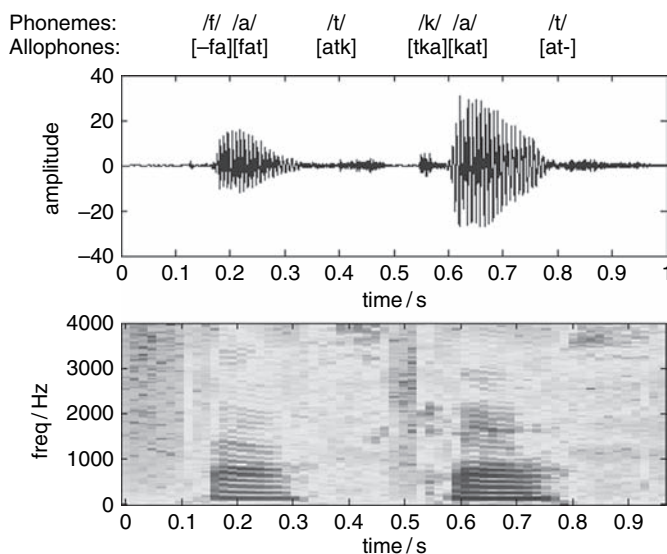 Phonemes: /f/ /a/ /t/ /k/ /a/ /t/
Allophones: [–fa][fat] [atk] [tka][kat] [at-]
40
20
0
–20
–40
amplitude
0 0.1 0.2 0.3 0.4 0.5 0.6 0.7 0.8 0.9 1
time / s
4000
3000
2000
1000
0
freq / Hz
0 0.1 0.2 0.3 0.4 0.5 0.6 0.7 0.8 0.9
time / s